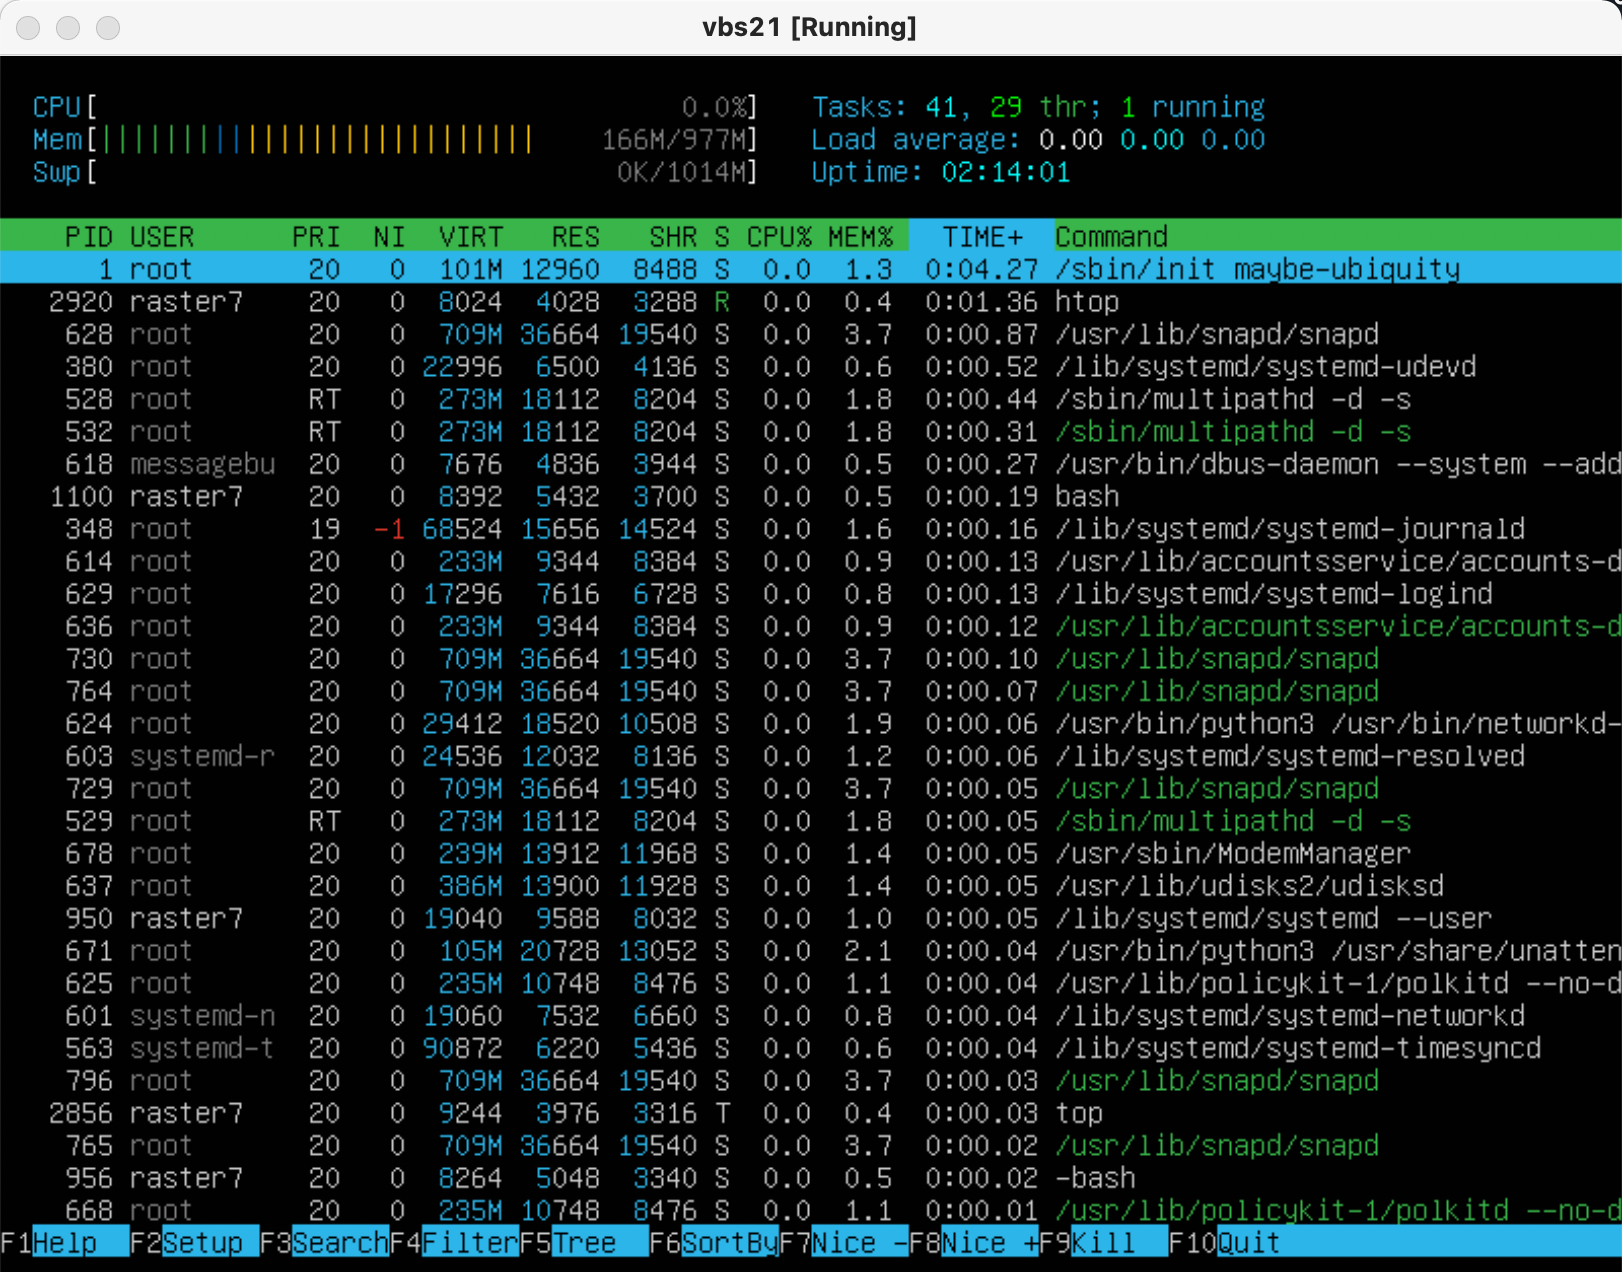 vbs21 [Running]
CPU[ 0.0%] Tasks: 41, 29 thr; 1 running
Mem[||||||||||||||||||||||||||| 166M/977M] Load average: 0.00 0.00 0.00
Swp[ 0K/1014M] Uptime: 02:14:01
PID USER PRI NI VIRT RES SHR S CPU% MEM% TIME+ Command
1 root 20 0 101M 12960 8488 S 0.0 1.3 0:04.27 /sbin/init maybe-ubiquity
2920 raster7 20 0 8024 4028 3288 R 0.0 0.4 0:01.36 htop
628 root 20 0 709M 36664 19540 S 0.0 3.7 0:00.87 /usr/lib/snapd/snapd
380 root 20 0 22996 6500 4136 S 0.0 0.6 0:00.52 /lib/systemd/systemd-udevd
528 root RT 0 273M 18112 8204 S 0.0 1.8 0:00.44 /sbin/multipathd -d -s
532 root RT 0 273M 18112 8204 S 0.0 1.8 0:00.31 /sbin/multipathd -d -s
618 messagebu 20 0 7676 4836 3944 S 0.0 0.5 0:00.27 /usr/bin/dbus-daemon --system --add
1100 raster7 20 0 8392 5432 3700 S 0.0 0.5 0:00.19 bash
348 root 19 -1 68524 15656 14524 S 0.0 1.6 0:00.16 /lib/systemd/systemd-journald
614 root 20 0 233M 9344 8384 S 0.0 0.9 0:00.13 /usr/lib/accountsservice/accounts-d
629 root 20 0 17296 7616 6728 S 0.0 0.8 0:00.13 /lib/systemd/systemd-logind
636 root 20 0 233M 9344 8384 S 0.0 0.9 0:00.12 /usr/lib/accountsservice/accounts-d
730 root 20 0 709M 36664 19540 S 0.0 3.7 0:00.10 /usr/lib/snapd/snapd
764 root 20 0 709M 36664 19540 S 0.0 3.7 0:00.07 /usr/lib/snapd/snapd
624 root 20 0 29412 18520 10508 S 0.0 1.9 0:00.06 /usr/bin/python3 /usr/bin/networkd-
603 systemd-r 20 0 24536 12032 8136 S 0.0 1.2 0:00.06 /lib/systemd/systemd-resolved
729 root 20 0 709M 36664 19540 S 0.0 3.7 0:00.05 /usr/lib/snapd/snapd
529 root RT 0 273M 18112 8204 S 0.0 1.8 0:00.05 /sbin/multipathd -d -s
678 root 20 0 239M 13912 11968 S 0.0 1.4 0:00.05 /usr/sbin/ModemManager
637 root 20 0 386M 13900 11928 S 0.0 1.4 0:00.05 /usr/lib/udisks2/udisksd
950 raster7 20 0 19040 9588 8032 S 0.0 1.0 0:00.05 /lib/systemd/systemd --user
671 root 20 0 105M 20728 13052 S 0.0 2.1 0:00.04 /usr/bin/python3 /usr/share/unatten
625 root 20 0 235M 10748 8476 S 0.0 1.1 0:00.04 /usr/lib/policykit-1/polkitd --no-d
601 systemd-n 20 0 19060 7532 6660 S 0.0 0.8 0:00.04 /lib/systemd/systemd-networkd
563 systemd-t 20 0 90872 6220 5436 S 0.0 0.6 0:00.04 /lib/systemd/systemd-timesyncd
796 root 20 0 709M 36664 19540 S 0.0 3.7 0:00.03 /usr/lib/snapd/snapd
2856 raster7 20 0 9244 3976 3316 T 0.0 0.4 0:00.03 top
765 root 20 0 709M 36664 19540 S 0.0 3.7 0:00.02 /usr/lib/snapd/snapd
956 raster7 20 0 8264 5048 3340 S 0.0 0.5 0:00.02 -bash
668 root 20 0 235M 10748 8476 S 0.0 1.1 0:00.01 /usr/lib/policykit-1/polkitd --no-d
F1Help F2Setup F3SearchF4FilterF5Tree F6SortByF7Nice -F8Nice +F9Kill F10Quit